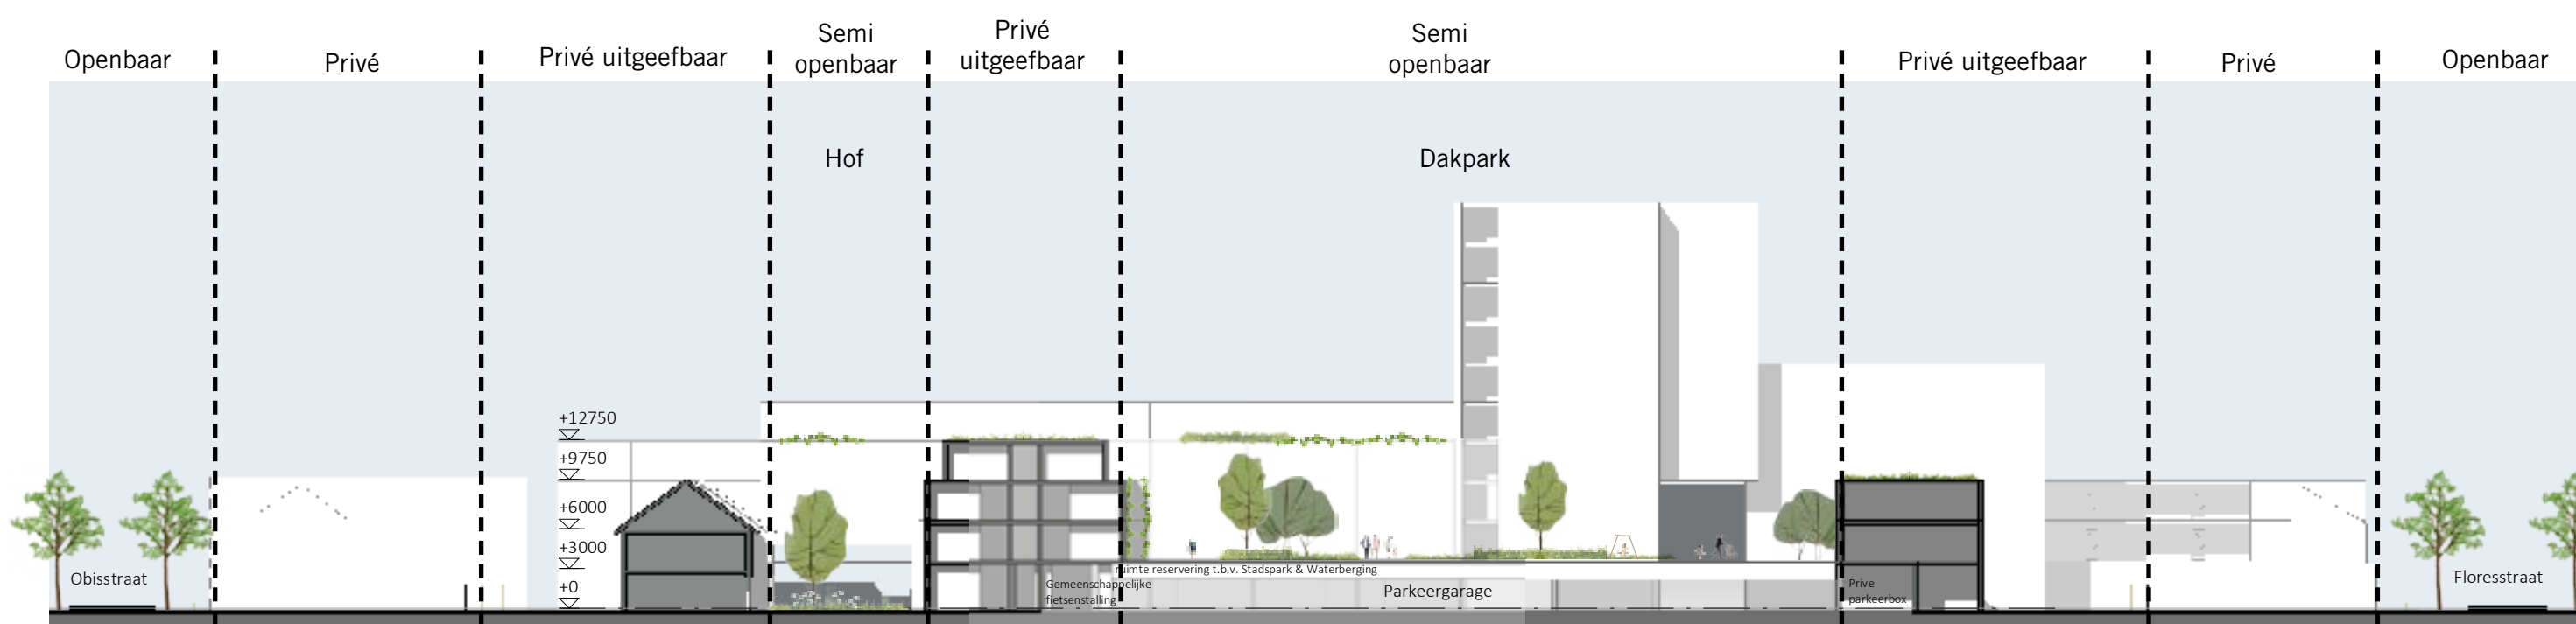 Openbaar
Privé
Privé uitgeefbaar
Semi
openbaar
Privé
uitgeefbaar
Semi
openbaar
Privé uitgeefbaar
Privé
Openbaar
Hof
Dakpark
+12750
+9750
+6000
+3000
+0
Obisstraat
ruimte reservering t.b.v. Stadspark & Waterberging
Gemeenschappelijke
fietsenstalling
Parkeergarage
Prive
parkeerbox
Floresstraat